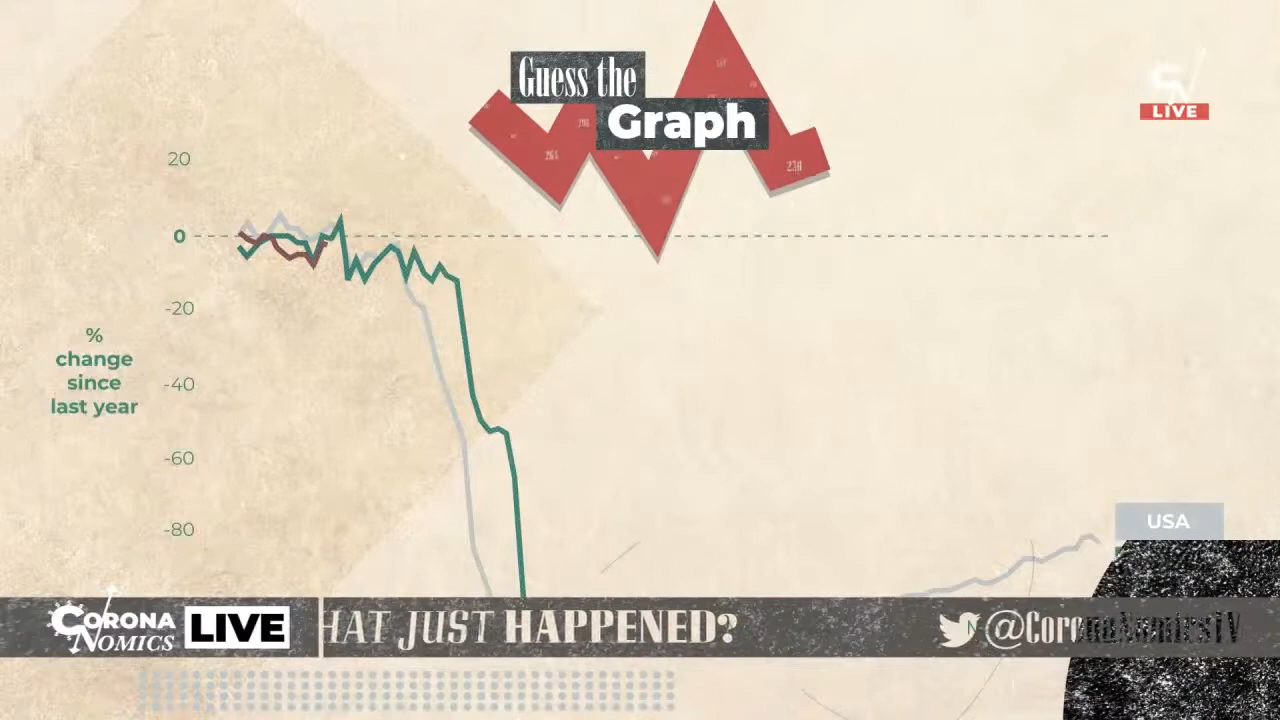 Guess the
Graph
LIVE
20
0
-20
%
change
since
last year
-40
-60
-80
USA
CORONA
NOMICS
LIVE
HAT JUST HAPPENED?
@CoronaNomicsTV